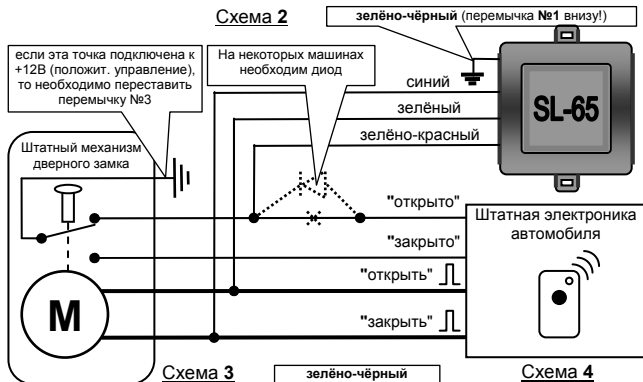 Схема 2
зелёно-чёрный (перемычка №1 внизу!)
если эта точка подключена к
+12В (положит. управление),
то необходимо переставить
перемычку №3
На некоторых машинах
необходим диод
синий
зелёный
зелёно-красный
SL-65
Штатный механизм
дверного замка
"открыто"
"закрыто"
"открыть"
"закрыть"
Штатная электроника
автомобиля
M
Схема 3
зелёно-чёрный
Схема 4